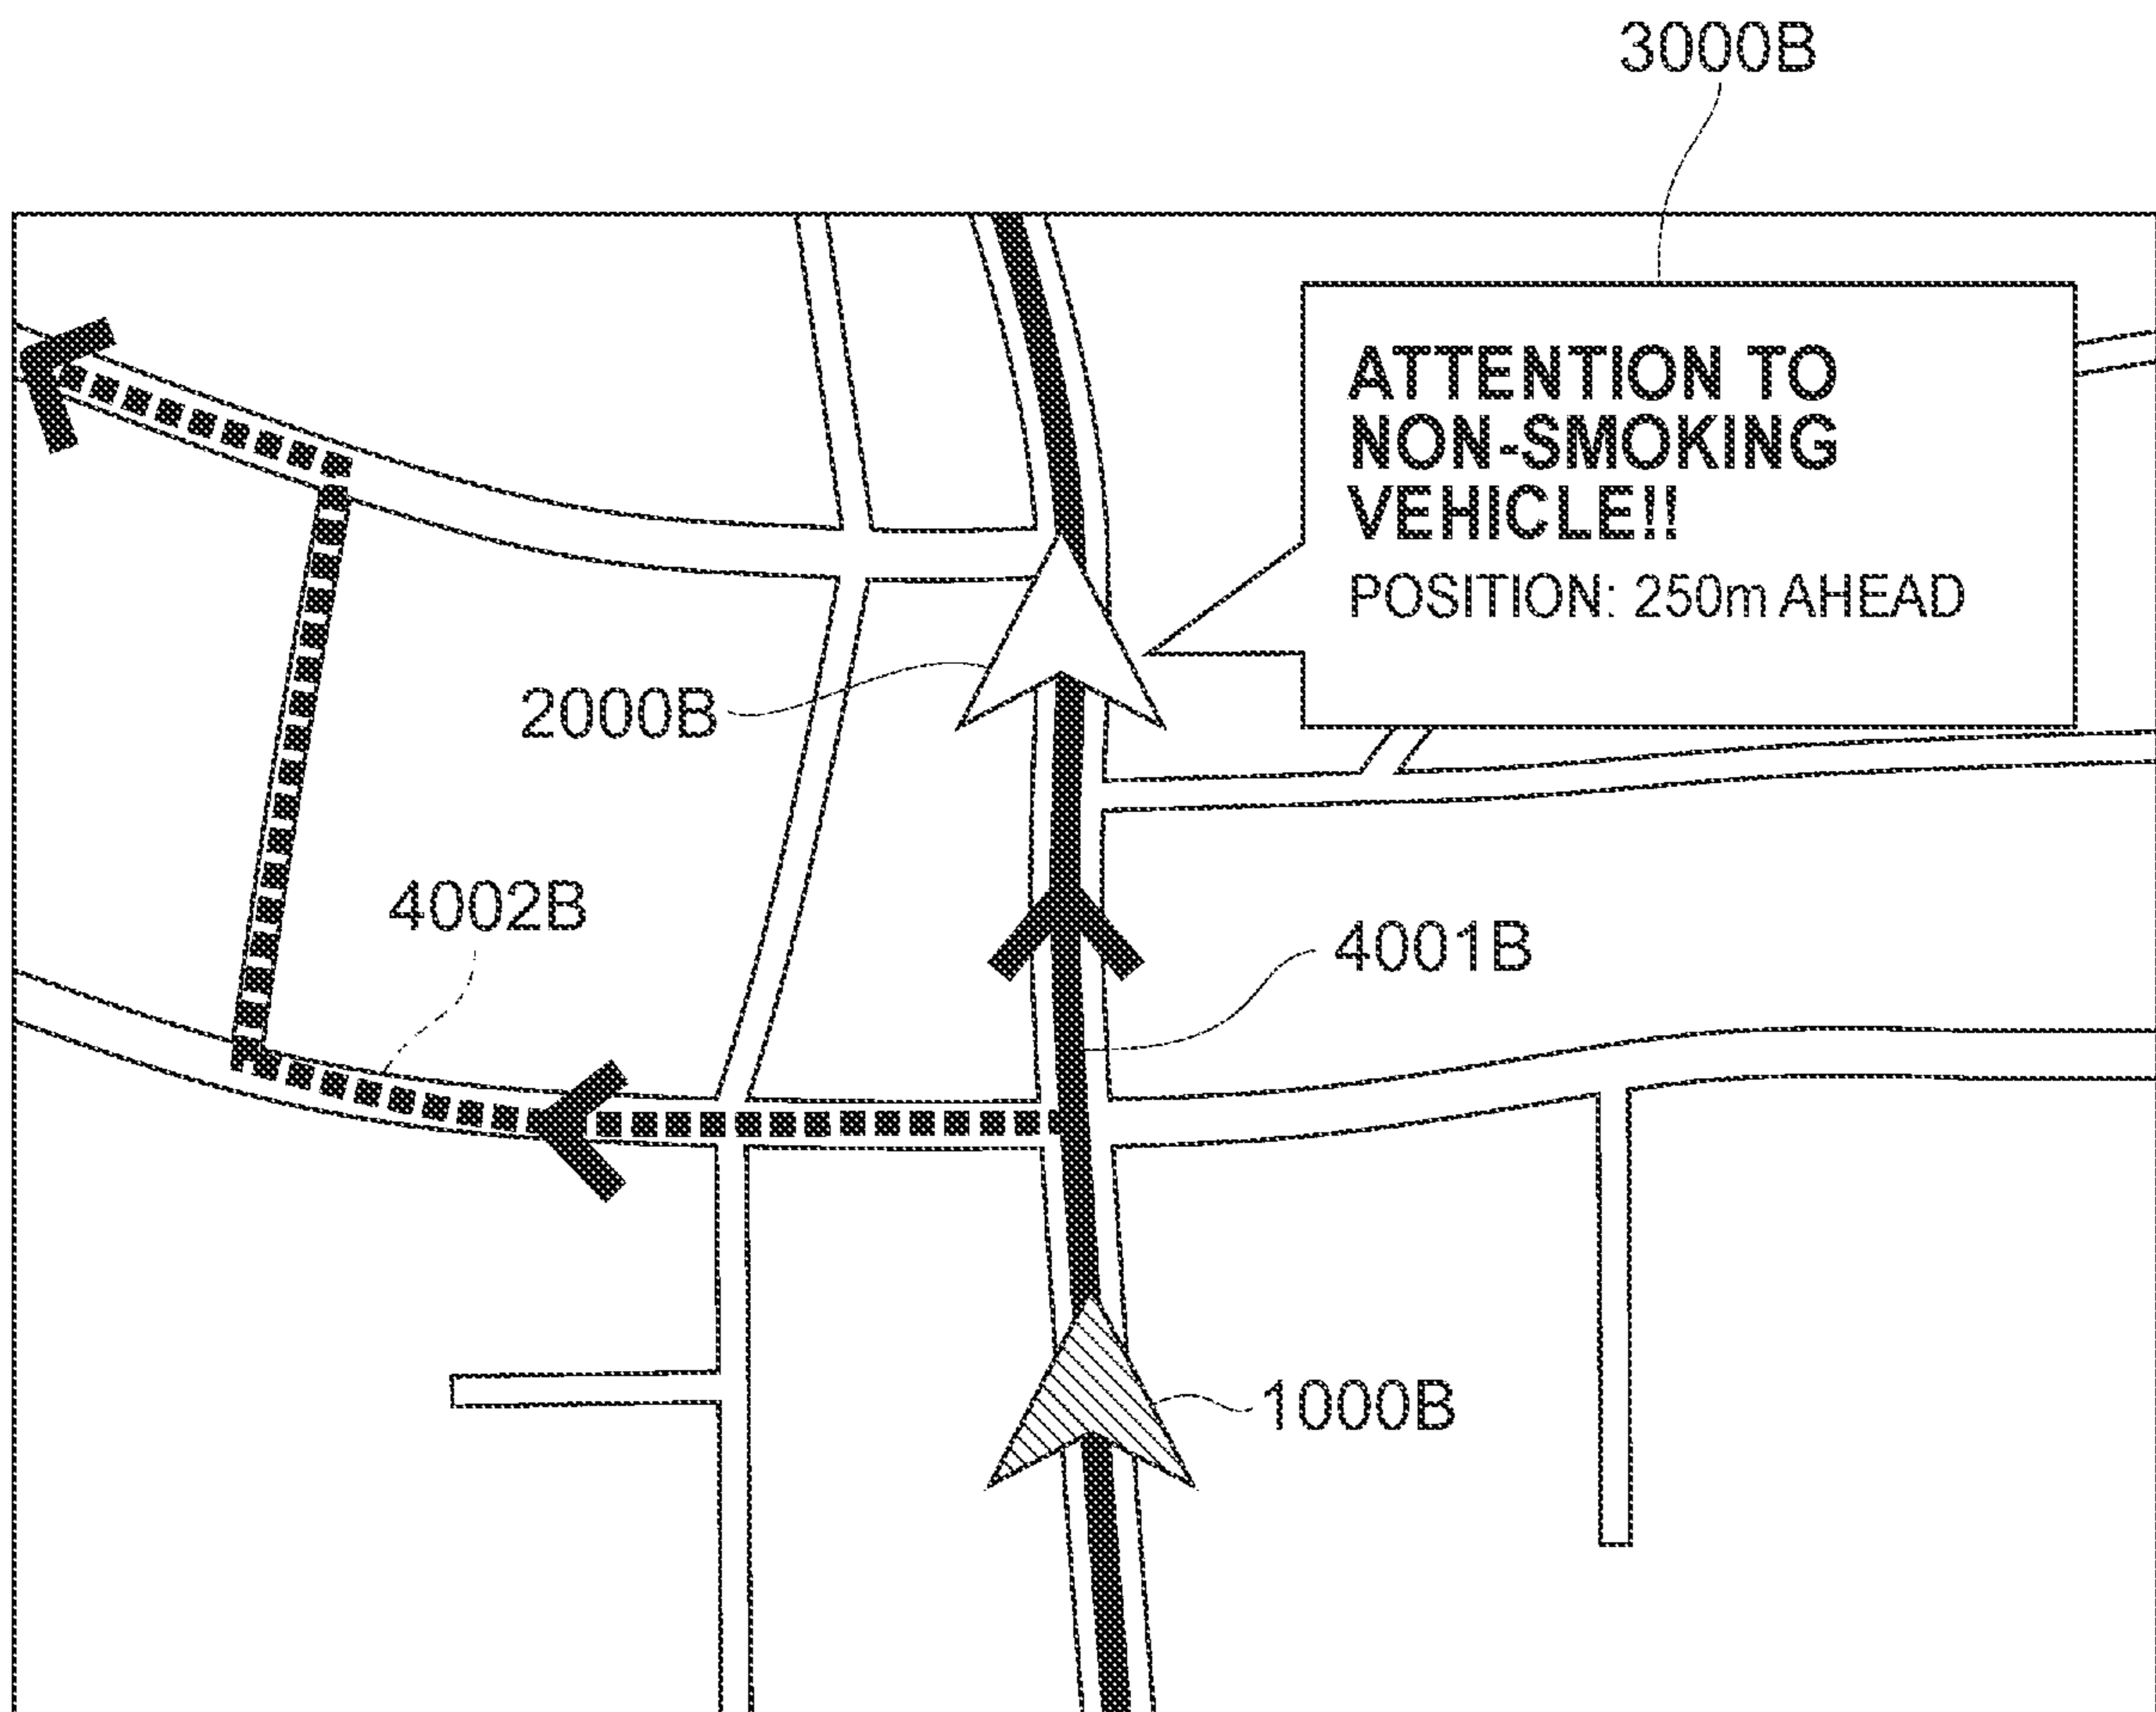 3000B
ATTENTION TO
NON-SMOKING
VEHICLE!!
POSITION: 250m AHEAD
2000B
4002B
4001B
1000B